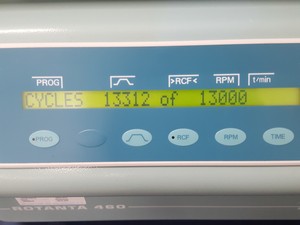 PROG >RCF< RPM t/min
CYCLES 13312 of 13000
PROG RCF RPM TIME
ROTANTA 460